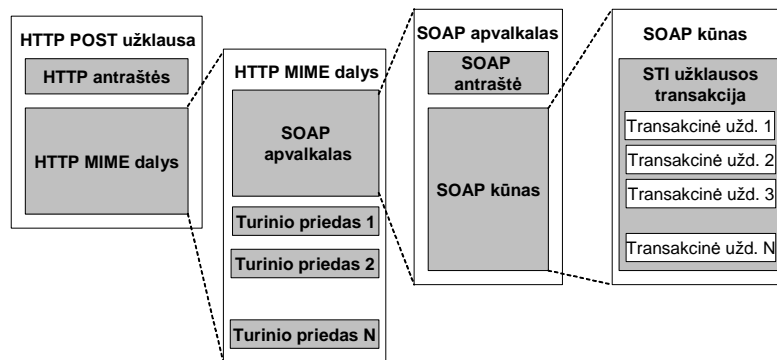 HTTP POST užklausa
HTTP antraštės
HTTP MIME dalys
HTTP MIME dalys
SOAP
apvalkalas
Turinio priedas 1
Turinio priedas 2
Turinio priedas N
SOAP apvalkalas
SOAP
antraštė
SOAP kūnas
SOAP kūnas
STI užklausos
transakcija
Transakcinė užd. 1
Transakcinė užd. 2
Transakcinė užd. 3
Transakcinė užd. N